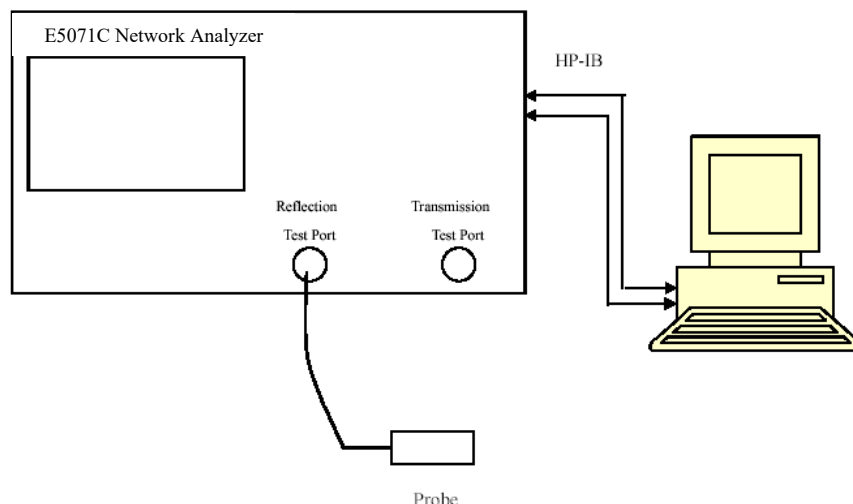 E5071C Network Analyzer
HP-IB
Reflection
Test Port
Transmission
Test Port
Probe